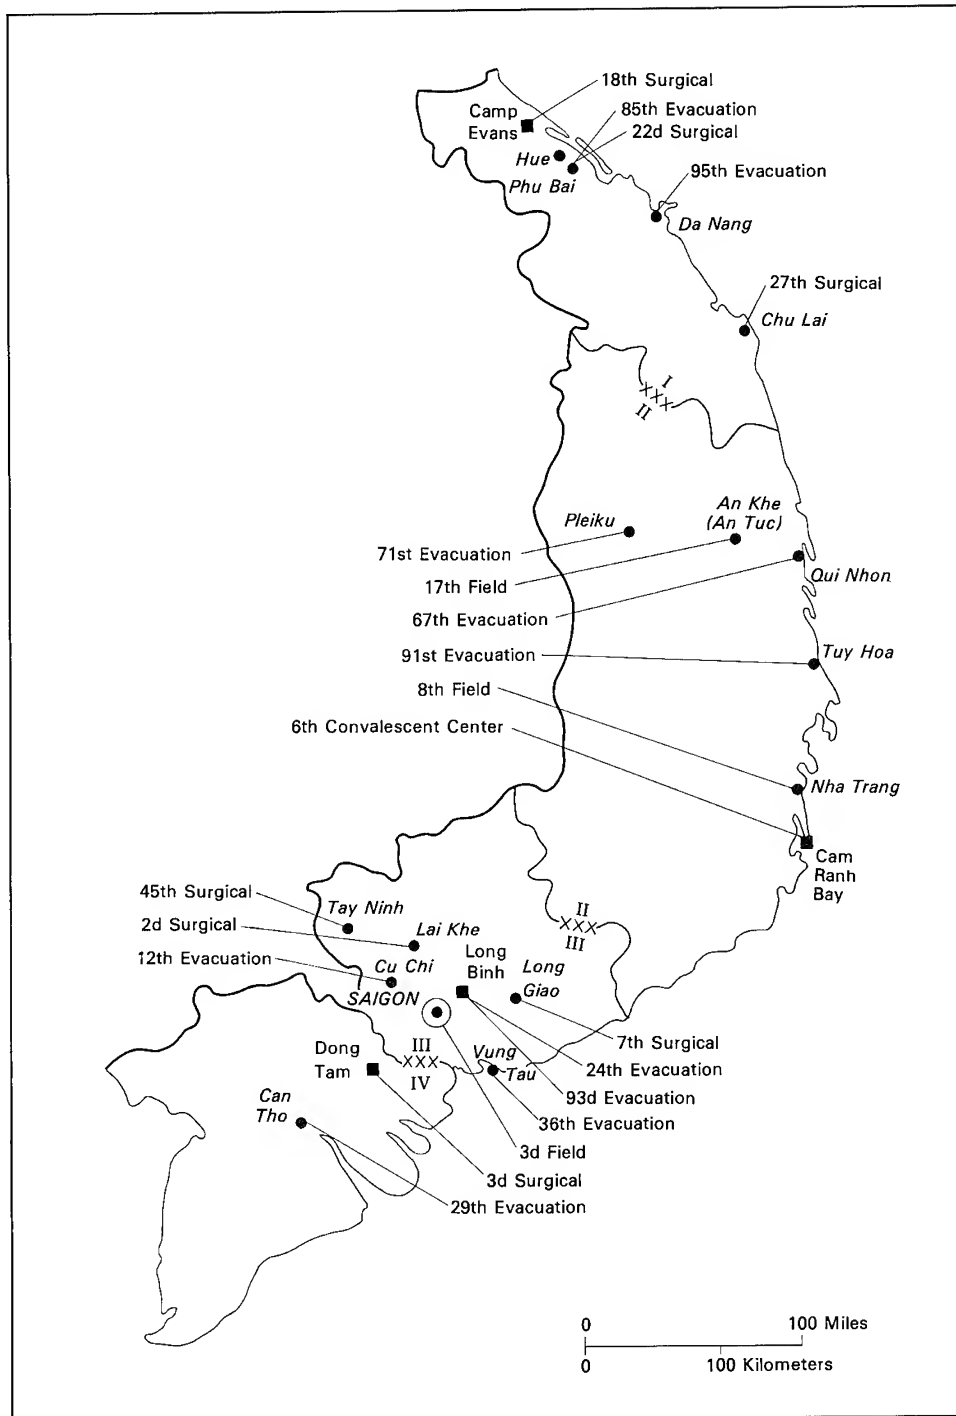 18th Surgical
Camp
Evans
85th Evacuation
22d Surgical
Hue
Phu Bai
95th Evacuation
Da Nang
27th Surgical
Chu Lai
I
XXX
II
An Khe
(An Tuc)
Pleiku
71st Evacuation
Qui Nhon
17th Field
67th Evacuation
Tuy Hoa
91st Evacuation
8th Field
6th Convalescent Center
Nha Trang
Cam
Ranh
Bay
45th Surgical
Tay Ninh
2d Surgical
Lai Khe
II
XXX
III
12th Evacuation
Cu Chi
Long
Binh
Long
Giao
SAIGON
7th Surgical
Dong
Tam
III
XXX
IV
Vung
Tau
24th Evacuation
93d Evacuation
Can
Tho
36th Evacuation
3d Field
3d Surgical
29th Evacuation
0 100 Miles
0 100 Kilometers